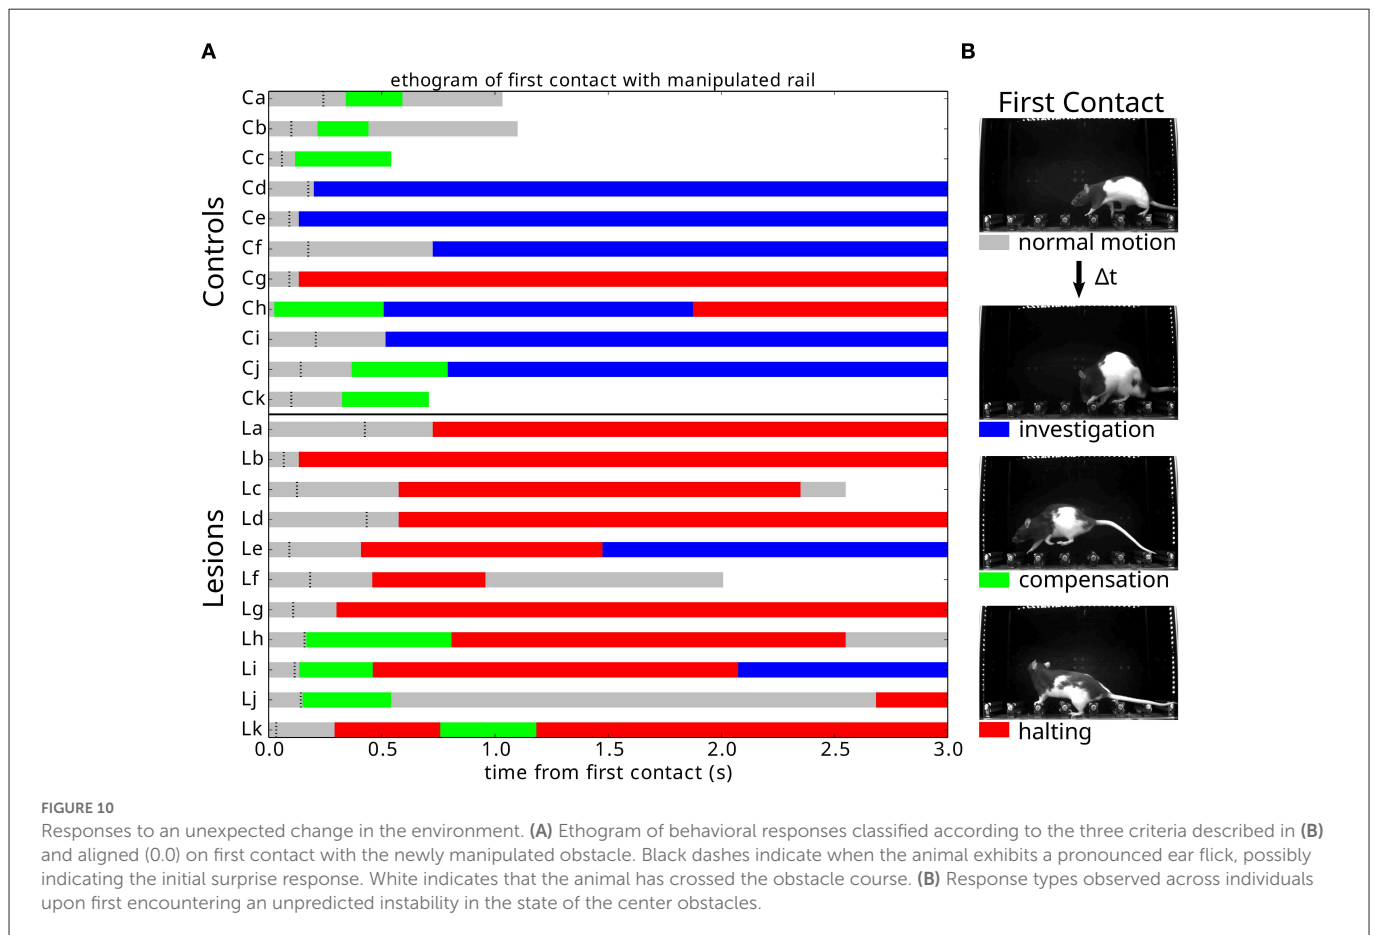 A
B
ethogram of first contact with manipulated rail
First Contact
Controls
Ca
Cb
Cc
Cd
Ce
Cf
Cg
Ch
Ci
Cj
Ck
Lesions
La
Lb
Lc
Ld
Le
Lf
Lg
Lh
Li
Lj
Lk
0.0 0.5 1.0 1.5 2.0 2.5 3.0
time from first contact (s)
normal motion
Δt
investigation
compensation
halting
FIGURE 10
Responses to an unexpected change in the environment. (A) Ethogram of behavioral responses classified according to the three criteria described in (B)
and aligned (0.0) on first contact with the newly manipulated obstacle. Black dashes indicate when the animal exhibits a pronounced ear flick, possibly
indicating the initial surprise response. White indicates that the animal has crossed the obstacle course. (B) Response types observed across individuals
upon first encountering an unpredicted instability in the state of the center obstacles.